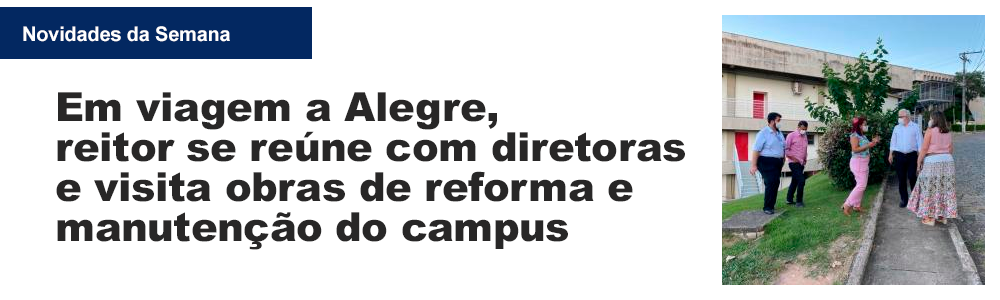 Novidades da Semana
Em viagem a Alegre,
reitor se reúne com diretoras
e visita obras de reforma e
manutenção do campus